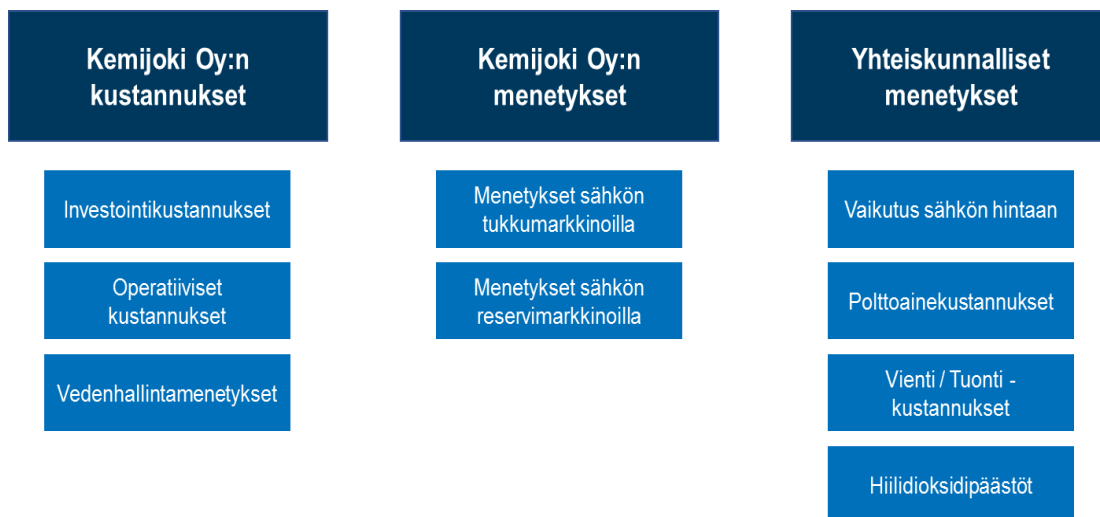 Kemijoki Oy:n
kustannukset
Investointikustannukset
Operatiiviset
kustannukset
Vedenhallintamenetykset
Kemijoki Oy:n
menetykset
Menetykset sähkön
tukkumarkkinoilla
Menetykset sähkön
reservimarkkinoilla
Yhteiskunnalliset
menetykset
Vaikutus sähkön hintaan
Polttoainekustannukset
Vienti / Tuonti -
kustannukset
Hiilidioksidipäästöt